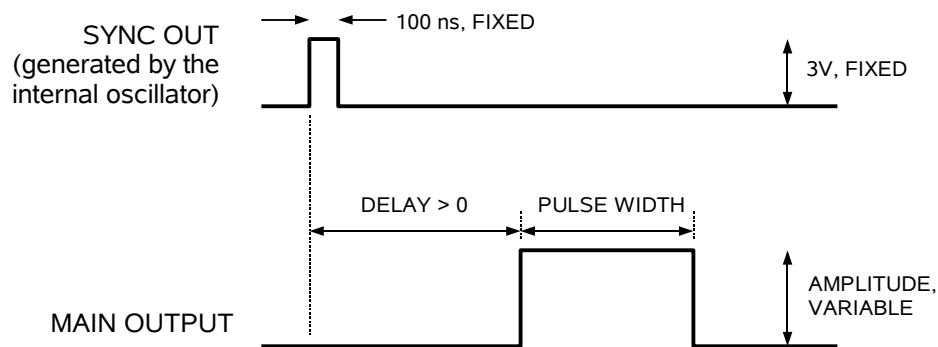 SYNC OUT
(generated by the
internal oscillator)
100 ns, FIXED
3V, FIXED
DELAY > 0
PULSE WIDTH
MAIN OUTPUT
AMPLITUDE,
VARIABLE